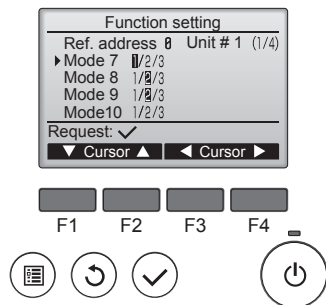 Function setting
Ref. address 0 Unit # 1 (1/4)
Mode 7 1/2/3
Mode 8 1/2/3
Mode 9 1/2/3
Mode10 1/2/3
Request: ✓
▼ Cursor ▲ ◀ Cursor ▶
F1 F2 F3 F4